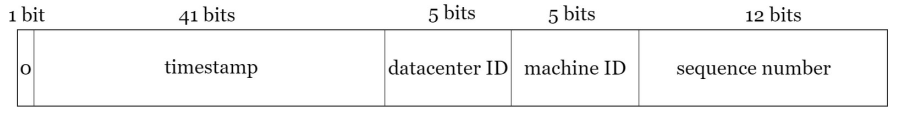 1 bit 41 bits 5 bits 5 bits 12 bits
0 timestamp datacenter ID machine ID sequence number